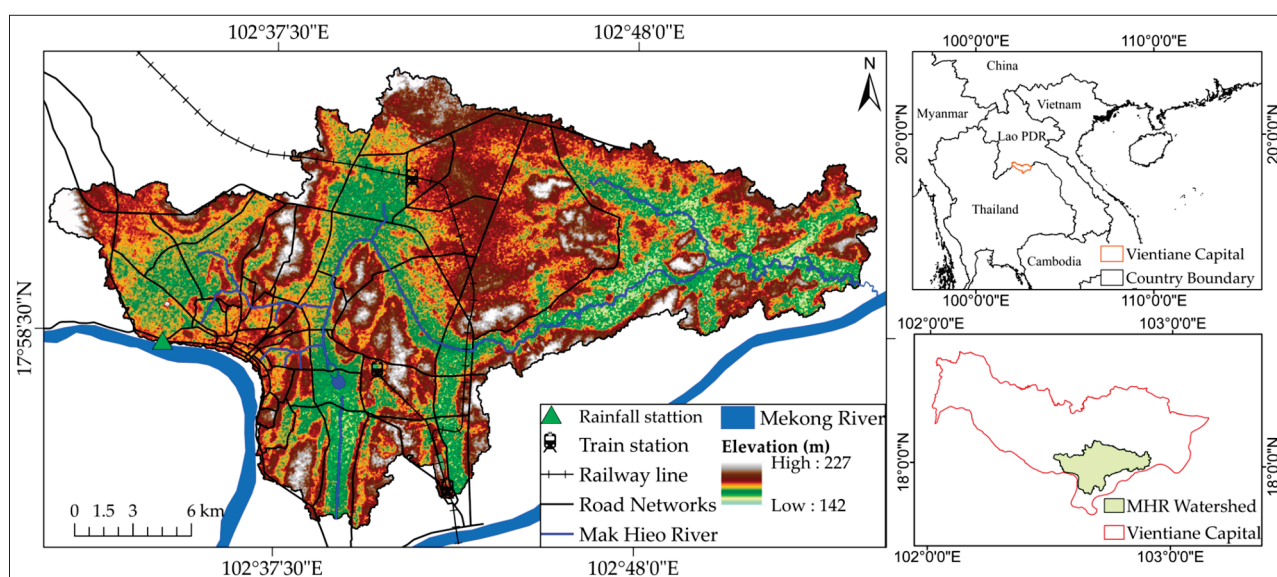 102°37'30"E
102°48'0"E
N
17°58'30"N
Rainfall stattion
Train station
Railway line
Road Networks
Mak Hieo River
Mekong River
Elevation (m)
High : 227
Low : 142
0 1.5 3 6 km
102°37'30"E
102°48'0"E
100°0'0"E
110°0'0"E
China
Myanmar
Vietnam
Lao PDR
20°0'0"N
20°0'0"N
Thailand
Cambodia
Vientiane Capital
Country Boundary
100°0'0"E
110°0'0"E
102°0'0"E
103°0'0"E
18°0'0"N
18°0'0"N
MHR Watershed
Vientiane Capital
102°0'0"E
103°0'0"E